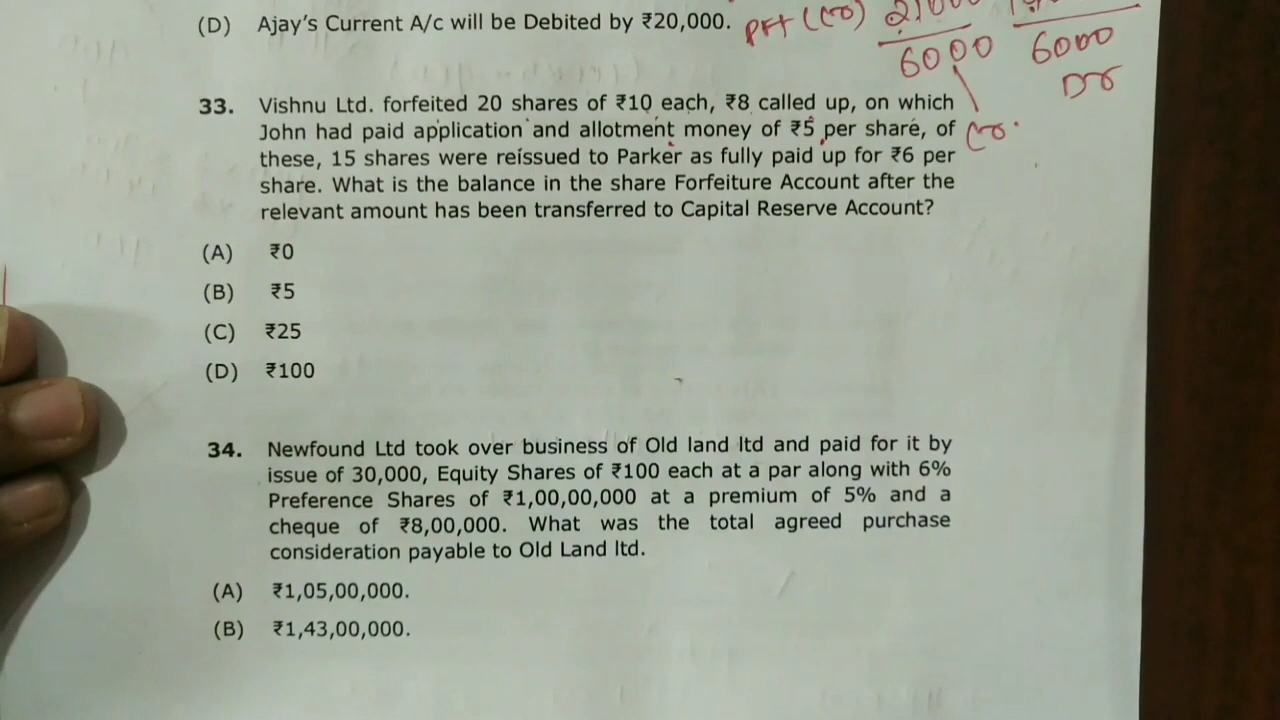 (D) Ajay's Current A/c will be Debited by ₹20,000.
Pft (Cr)
6000 6000
Dr
33. Vishnu Ltd. forfeited 20 shares of ₹10 each, ₹8 called up, on which
John had paid application and allotment money of ₹5 per share, of
Cr.
these, 15 shares were reissued to Parker as fully paid up for ₹6 per
share. What is the balance in the share Forfeiture Account after the
relevant amount has been transferred to Capital Reserve Account?
(A) ₹0
(B) ₹5
(C) ₹25
(D) ₹100
34. Newfound Ltd took over business of Old land ltd and paid for it by
issue of 30,000, Equity Shares of ₹100 each at a par along with 6%
Preference Shares of ₹1,00,00,000 at a premium of 5% and a
cheque of ₹8,00,000. What was the total agreed purchase
consideration payable to Old Land ltd.
(A) ₹1,05,00,000.
(B) ₹1,43,00,000.